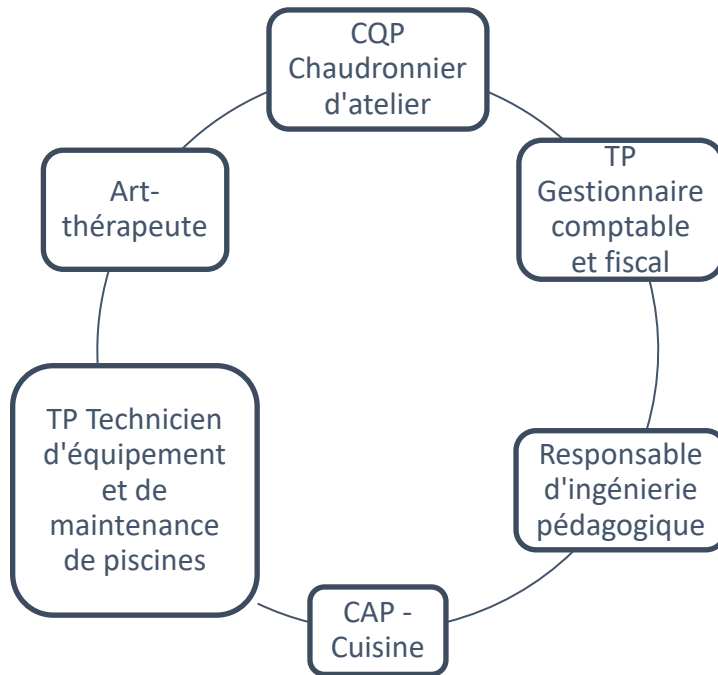 CQP
Chaudronnier
d'atelier
TP
Gestionnaire
comptable
et fiscal
Responsable
d'ingénierie
pédagogique
CAP -
Cuisine
TP Technicien
d'équipement
et de
maintenance
de piscines
Art-
thérapeute